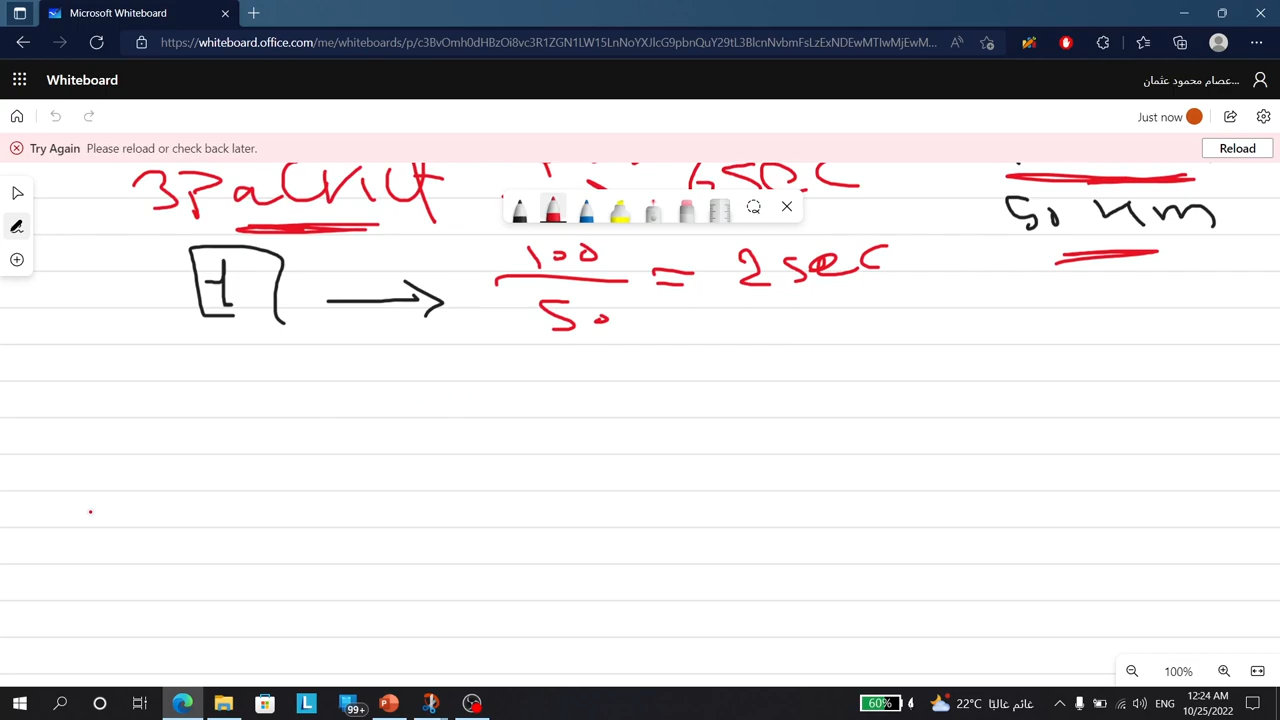 Microsoft Whiteboard
https://whiteboard.office.com/me/whiteboards/p/c3BvOmh0dHBzOi8vc3R1ZGN1LW15LnNoYXJlcG9pbnQuY29tL3BlcnNvbmFsLzExNDEwMTIwMjEwM...
Whiteboard
عصام محمود عثمان...
Just now
Try Again Please reload or check back later.
Reload
50 Km
1 → 100/50 = 2 sec
100%
99+
60%
22°C غائم غالبًا
ENG
12:24 AM
10/25/2022